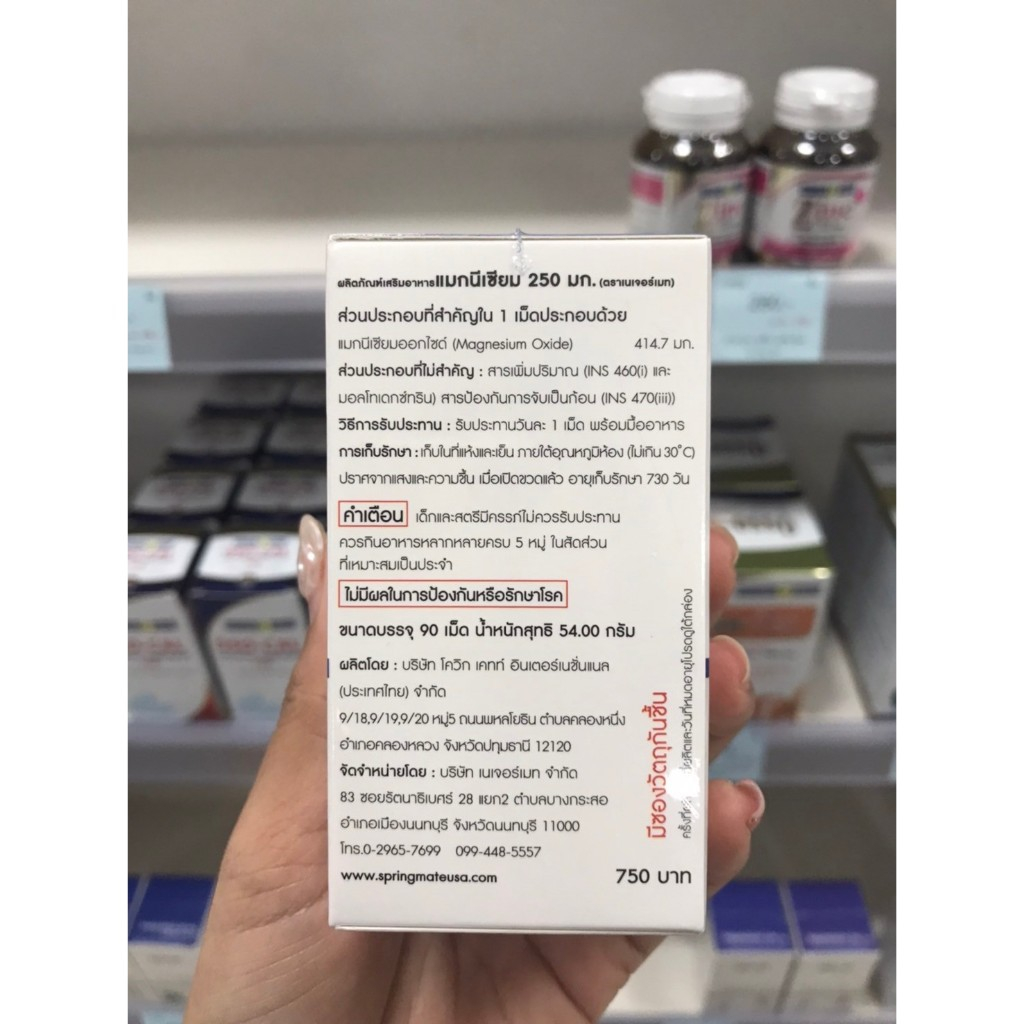 ผลิตภัณฑ์เสริมอาหารแมกนีเซียม 250 มก. (ตราเนเจอร์เมท)
ส่วนประกอบที่สำคัญใน 1 เม็ดประกอบด้วย
แมกนีเซียมออกไซด์ (Magnesium Oxide) 414.7 มก.
ส่วนประกอบที่ไม่สำคัญ : สารเพิ่มปริมาณ (INS 460(i) และ
มอลโทเดกซ์ทริน) สารป้องกันการจับเป็นก้อน (INS 470(iii))
วิธีการรับประทาน : รับประทานวันละ 1 เม็ด พร้อมมื้ออาหาร
การเก็บรักษา : เก็บในที่แห้งและเย็น ภายใต้อุณหภูมิห้อง (ไม่เกิน 30°C)
ปราศจากแสงและความชื้น เมื่อเปิดขวดแล้ว อายุเก็บรักษา 730 วัน
คำเตือน เด็กและสตรีมีครรภ์ไม่ควรรับประทาน
ควรกินอาหารหลากหลายครบ 5 หมู่ ในสัดส่วน
ที่เหมาะสมเป็นประจำ
ไม่มีผลในการป้องกันหรือรักษาโรค
ขนาดบรรจุ 90 เม็ด น้ำหนักสุทธิ 54.00 กรัม
ผลิตโดย : บริษัท โควิก เคทท์ อินเตอร์เนชั่นแนล
(ประเทศไทย) จำกัด
9/18,9/19,9/20 หมู่5 ถนนพหลโยธิน ตำบลคลองหนึ่ง
อำเภอคลองหลวง จังหวัดปทุมธานี 12120
จัดจำหน่ายโดย : บริษัท เนเจอร์เมท จำกัด
83 ซอยรัตนาธิเบศร์ 28 แยก2 ตำบลบางกระสอ
อำเภอเมืองนนทบุรี จังหวัดนนทบุรี 11000
โทร.0-2965-7699 099-448-5557
www.springmateusa.com 750 บาท
มีซองวัตถุกันชื้น
ครั้งที่ผลิตและวันที่หมดอายุโปรดดูใต้กล่อง